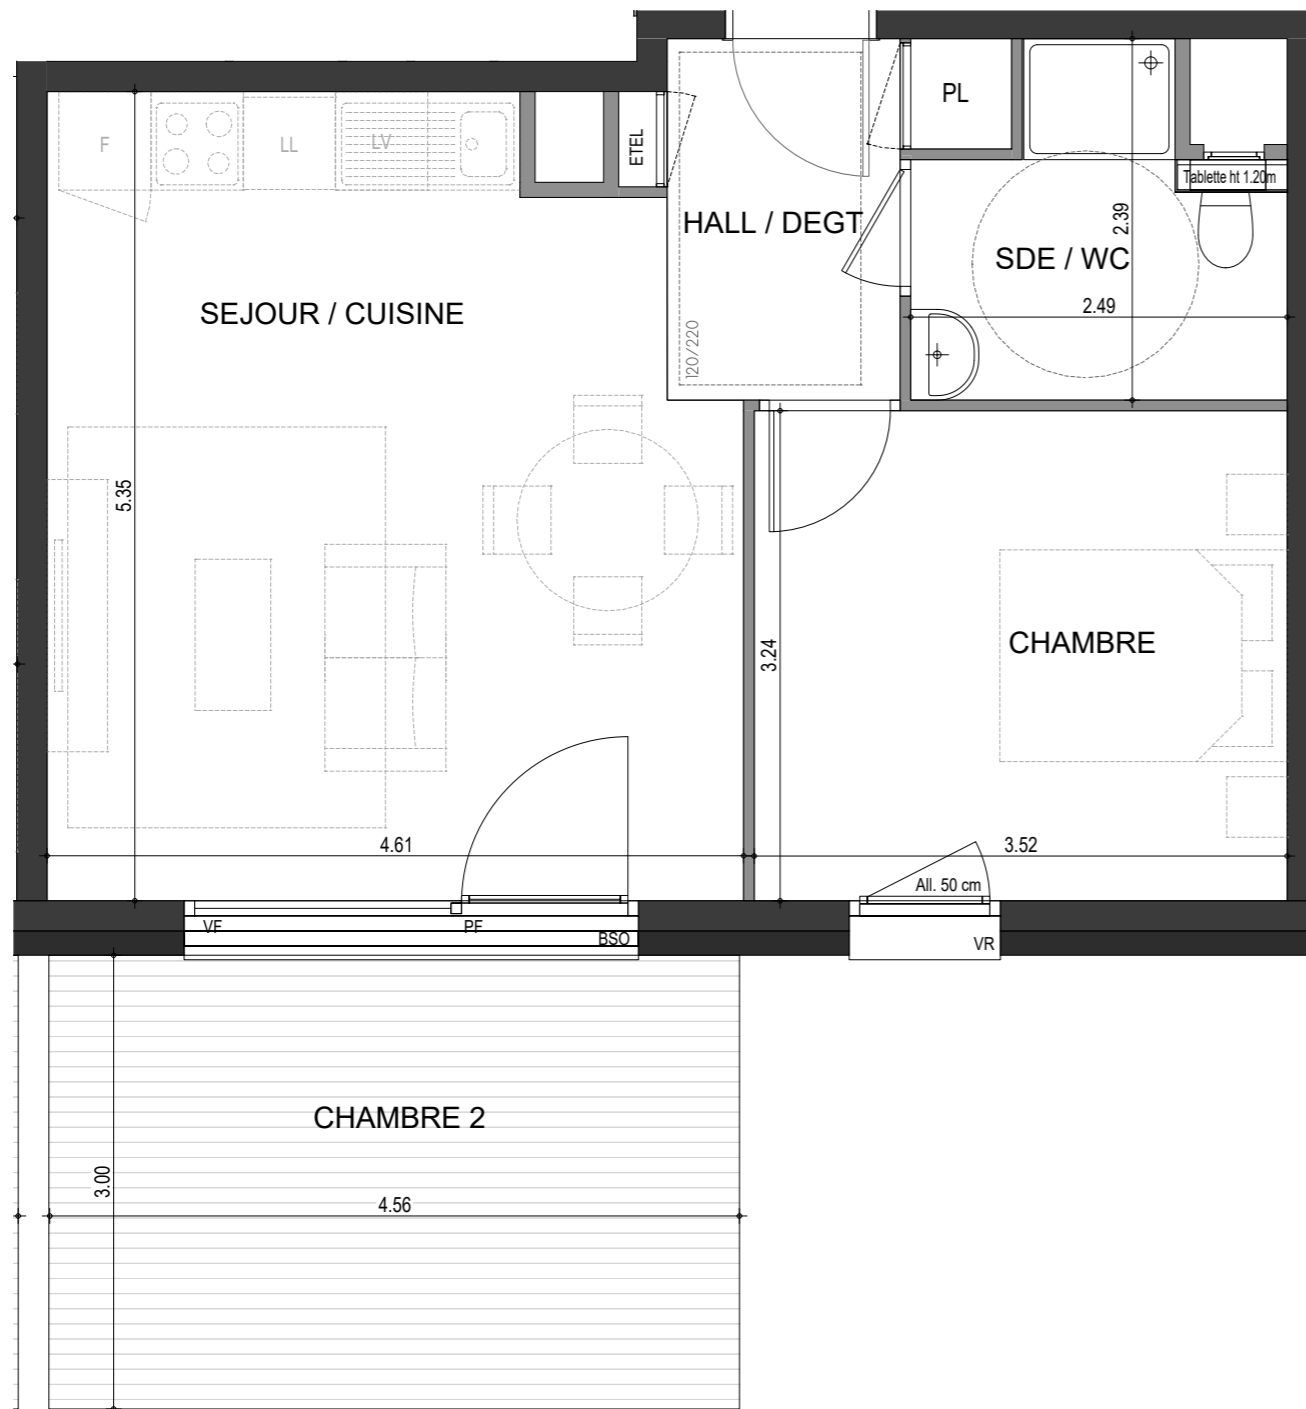 PL
F
LL
LV
ETEL
Tablette ht 1.20m
HALL / DEGT
2.39
SDE / WC
SEJOUR / CUISINE
2.49
120/220
5.35
3.24
CHAMBRE
4.61
3.52
All. 50 cm
VF
PF
BSO
VR
CHAMBRE 2
3.00
4.56